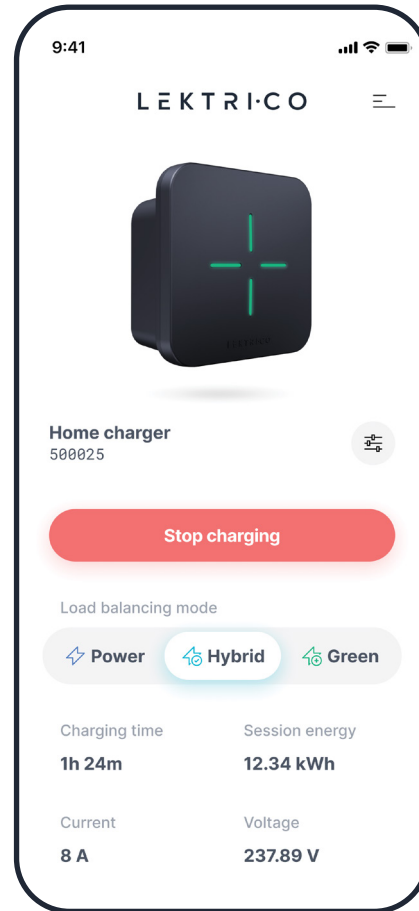 9:41
LEKTRI·CO
Home charger
500025
Stop charging
Load balancing mode
Power Hybrid Green
Charging time Session energy
1h 24m 12.34 kWh
Current Voltage
8 A 237.89 V